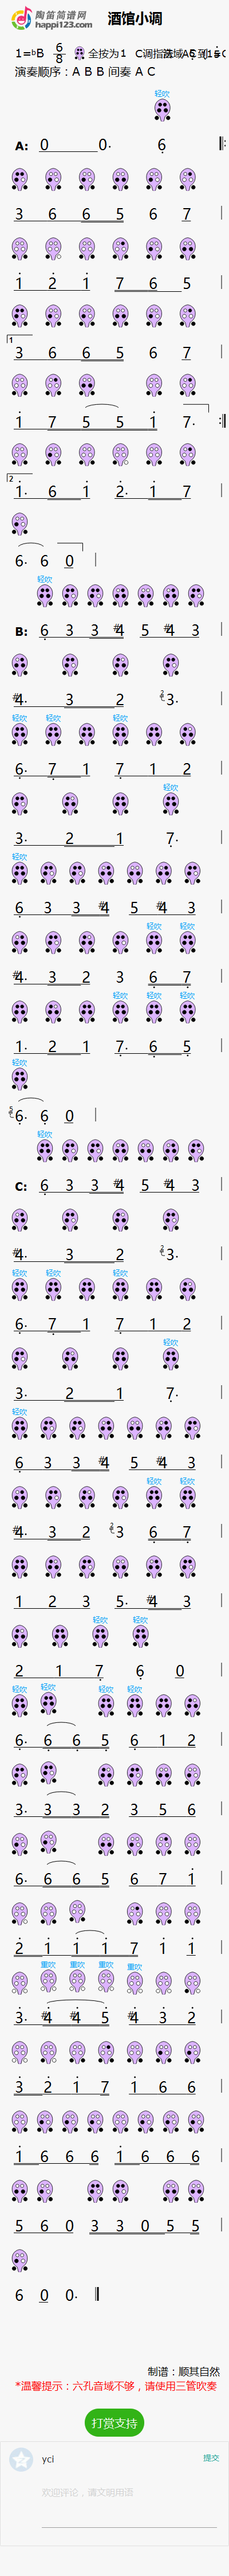 陶笛简谱网 酒馆小调
happi123.com
1=bB 6/8 全按为1 C调指法
演奏顺序：A B B 间奏 A C
轻吹
A: 0 0. 6
3 6 6 5 6 7
1 2 1 7 6 5
1
3 6 6 5 6 7
1 7 5 5 1 7.
2
1. 6 1 2. 1 7
6. 6 0
轻吹
B: 6 3 3 #4 5 #4 3
#4. 3 2 2 3.
轻吹 轻吹 轻吹
6. 7 1 7 1 2
轻吹
3. 2 1 7.
轻吹
6 3 3 #4 5 #4 3
轻吹 轻吹
#4. 3 2 3 6 7
轻吹 轻吹 轻吹
1. 2 1 7. 6 5
轻吹
5 6. 6 0
轻吹
C: 6 3 3 #4 5 #4 3
#4. 3 2 2 3.
轻吹 轻吹 轻吹
6. 7 1 7 1 2
轻吹
3. 2 1 7.
轻吹
6 3 3 #4 5 #4 3
轻吹 轻吹
#4. 3 2 2 3 6 7
1 2 3 5. #4 3
轻吹 轻吹
2 1 7 6 0
轻吹 轻吹 轻吹 轻吹
6. 6 6 5 6 1 2
3. 3 3 2 3 5 6
6. 6 6 5 6 7 1
2 1 1 1 7 1 1
重吹 重吹 重吹 重吹
3. #4 #4 5 #4 3 2
3 2 1 7 1 6 6
1 6 6 6 1 6 6 6
5 6 0 3 3 0 5 5
6 0 0.
制谱：顺其自然
*温馨提示：六孔音域不够，请使用三管吹奏
打赏支持
yci 提交
欢迎评论，请文明用语